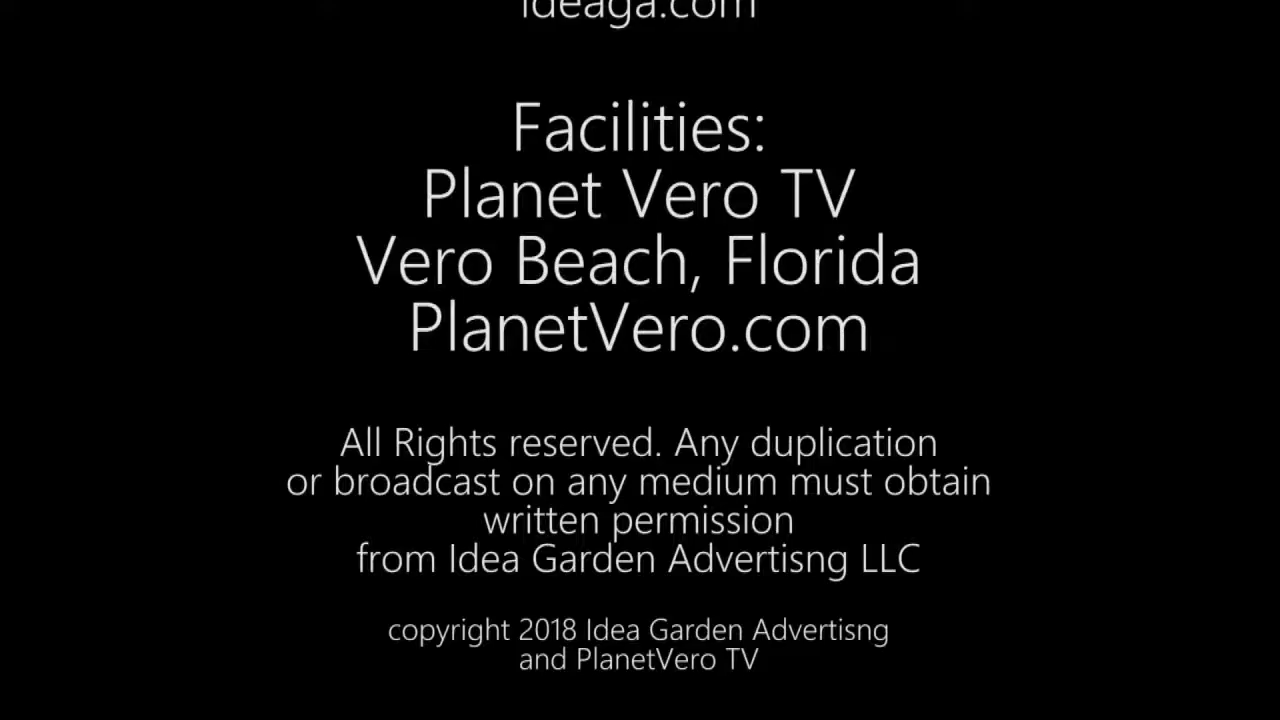 ideaga.com
Facilities:
Planet Vero TV
Vero Beach, Florida
PlanetVero.com
All Rights reserved. Any duplication
or broadcast on any medium must obtain
written permission
from Idea Garden Advertisng LLC
copyright 2018 Idea Garden Advertisng
and PlanetVero TV